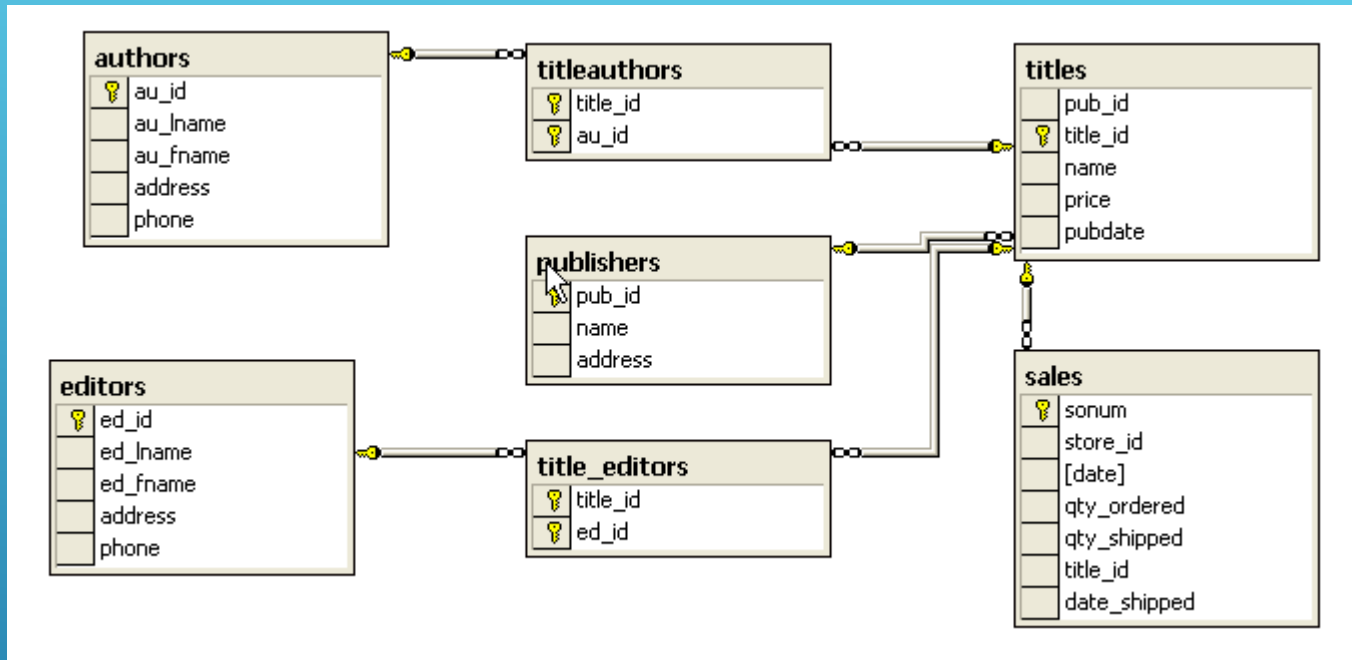 authors
au_id
au_lname
au_fname
address
phone
titleauthors
title_id
au_id
titles
pub_id
title_id
name
price
pubdate
publishers
pub_id
name
address
editors
ed_id
ed_lname
ed_fname
address
phone
title_editors
title_id
ed_id
sales
sonum
store_id
[date]
qty_ordered
qty_shipped
title_id
date_shipped